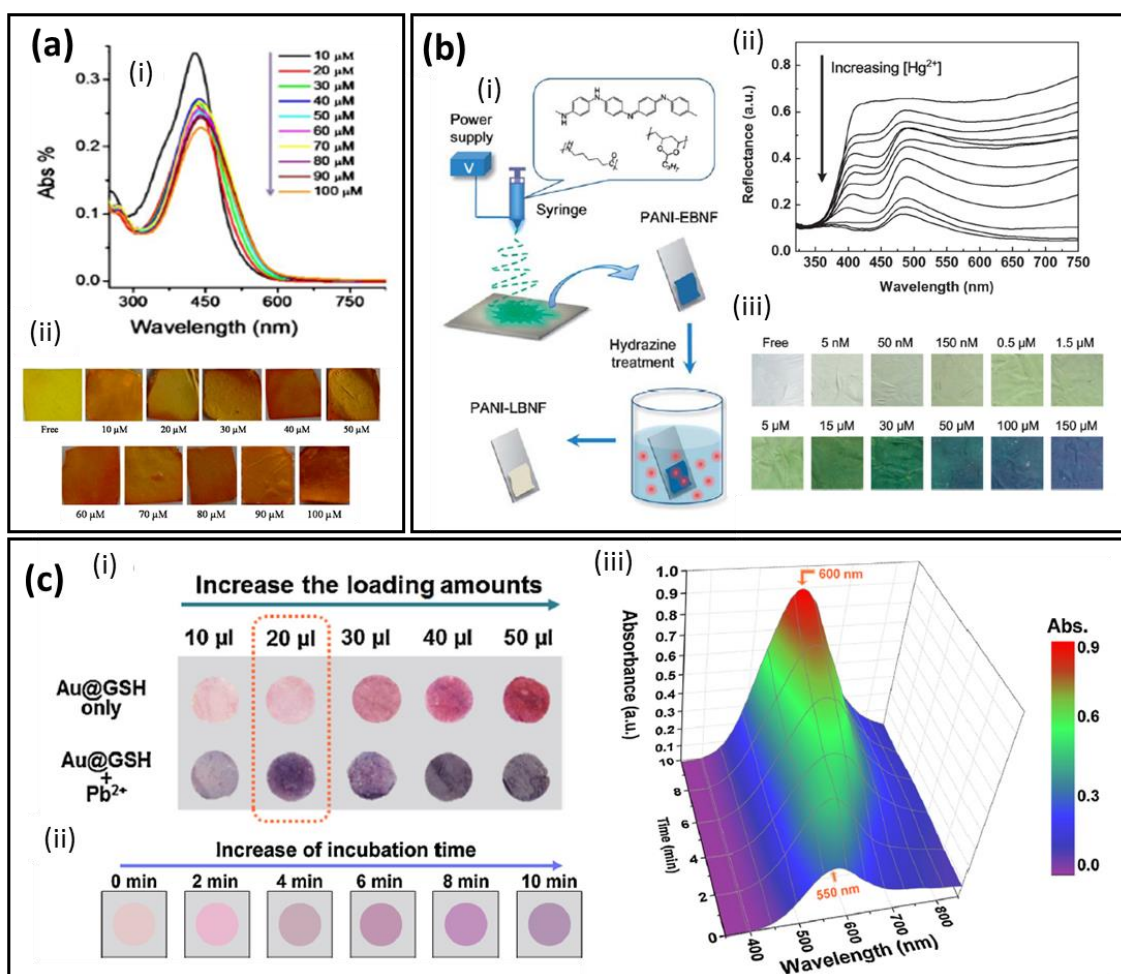 (a)
(i)
Abs %
0.3
0.2
0.1
0.0
10 µM
20 µM
30 µM
40 µM
50 µM
60 µM
70 µM
80 µM
90 µM
100 µM
300 450 600 750
Wavelength (nm)
(ii)
Free 10 µM 20 µM 30 µM 40 µM 50 µM
60 µM 70 µM 80 µM 90 µM 100 µM
(b)
(i)
Power
supply
V
Syringe
PANI-EBNF
Hydrazine
treatment
PANI-LBNF
(ii)
Increasing [Hg²⁺]
Reflectance (a.u.)
0.8
0.6
0.4
0.2
0.0
350 400 450 500 550 600 650 700 750
Wavelength (nm)
(iii)
Free 5 nM 50 nM 150 nM 0.5 µM 1.5 µM
5 µM 15 µM 30 µM 50 µM 100 µM 150 µM
(c)
(i)
Increase the loading amounts
10 µl 20 µl 30 µl 40 µl 50 µl
Au@GSH
only
Au@GSH
+
Pb²⁺
(ii)
Increase of incubation time
0 min 2 min 4 min 6 min 8 min 10 min
(iii)
600 nm
Absorbance (a.u.)
1.0
0.9
0.8
0.7
0.6
0.5
0.4
0.3
0.2
0.1
10
8
6
4
2
0
Time (min)
550 nm
400 500 600 700 800
Wavelength (nm)
Abs.
0.9
0.6
0.3
0.0